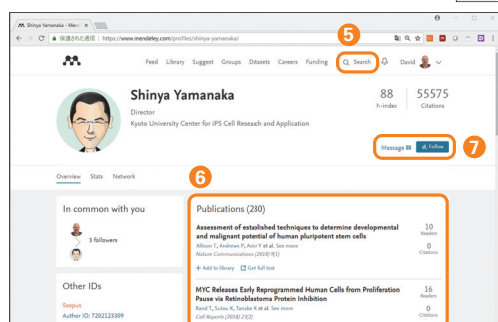 Shinya Yamanaka - Mend
保護された通信 | https://www.mendeley.com/profiles/shinya-yamanaka/
5
Feed Library Suggest Groups Datasets Careers Funding Search David
Shinya Yamanaka
Director
Kyoto University Center for iPS Cell Reseach and Application
88 55575
h-index Citations
Message Follow
7
Overview Stats Network
6
In common with you
3 followers
Other IDs
Scopus
Author ID: 7202123309
Publications (230)
Assessment of established techniques to determine developmental
and malignant potential of human pluripotent stem cells
Allison T, Andrews P, Avior Y et al. See more
Nature Communications (2018) 9(1)
10
Readers
0
Citations
+ Add to library Get full text
MYC Releases Early Reprogrammed Human Cells from Proliferation
Pause via Retinoblastoma Protein Inhibition
Rand T, Sutou K, Tanabe K et al. See more
Cell Reports (2018) 23(2)
16
Readers
0
Citations